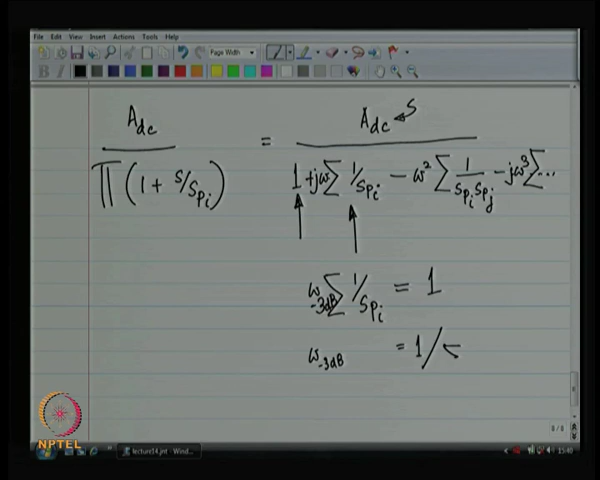 File Edit View Insert Actions Tools Help
Page Width
A_dc / ∏(1 + s/s_pi) = A_dc / 1 + jω∑ 1/s_pi − ω² ∑ 1/s_pi s_pj − jω³ ∑...
ω_-3dB ∑ 1/s_pi = 1
ω_-3dB = 1/
8/8
NPTEL
lecture14.jnt - Wind...
15:40